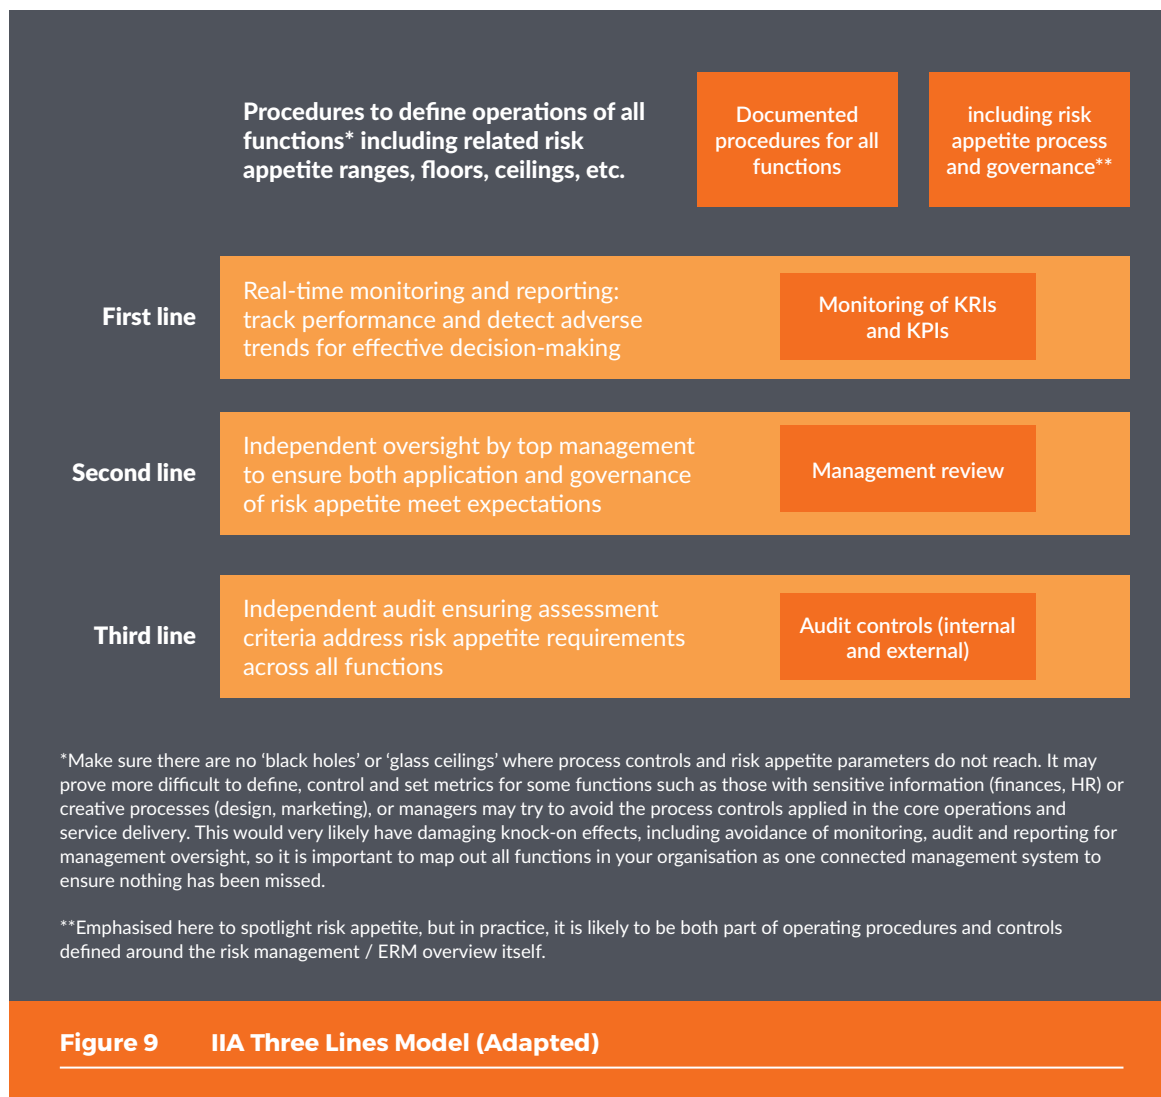 Procedures to define operations of all
functions* including related risk
appetite ranges, floors, ceilings, etc.
Documented
procedures for all
functions
including risk
appetite process
and governance**
First line
Real-time monitoring and reporting:
track performance and detect adverse
trends for effective decision-making
Monitoring of KRIs
and KPIs
Second line
Independent oversight by top management
to ensure both application and governance
of risk appetite meet expectations
Management review
Third line
Independent audit ensuring assessment
criteria address risk appetite requirements
across all functions
Audit controls (internal
and external)
*Make sure there are no ‘black holes’ or ‘glass ceilings’ where process controls and risk appetite parameters do not reach. It may
prove more difficult to define, control and set metrics for some functions such as those with sensitive information (finances, HR) or
creative processes (design, marketing), or managers may try to avoid the process controls applied in the core operations and
service delivery. This would very likely have damaging knock-on effects, including avoidance of monitoring, audit and reporting for
management oversight, so it is important to map out all functions in your organisation as one connected management system to
ensure nothing has been missed.
**Emphasised here to spotlight risk appetite, but in practice, it is likely to be both part of operating procedures and controls
defined around the risk management / ERM overview itself.
Figure 9 IIA Three Lines Model (Adapted)